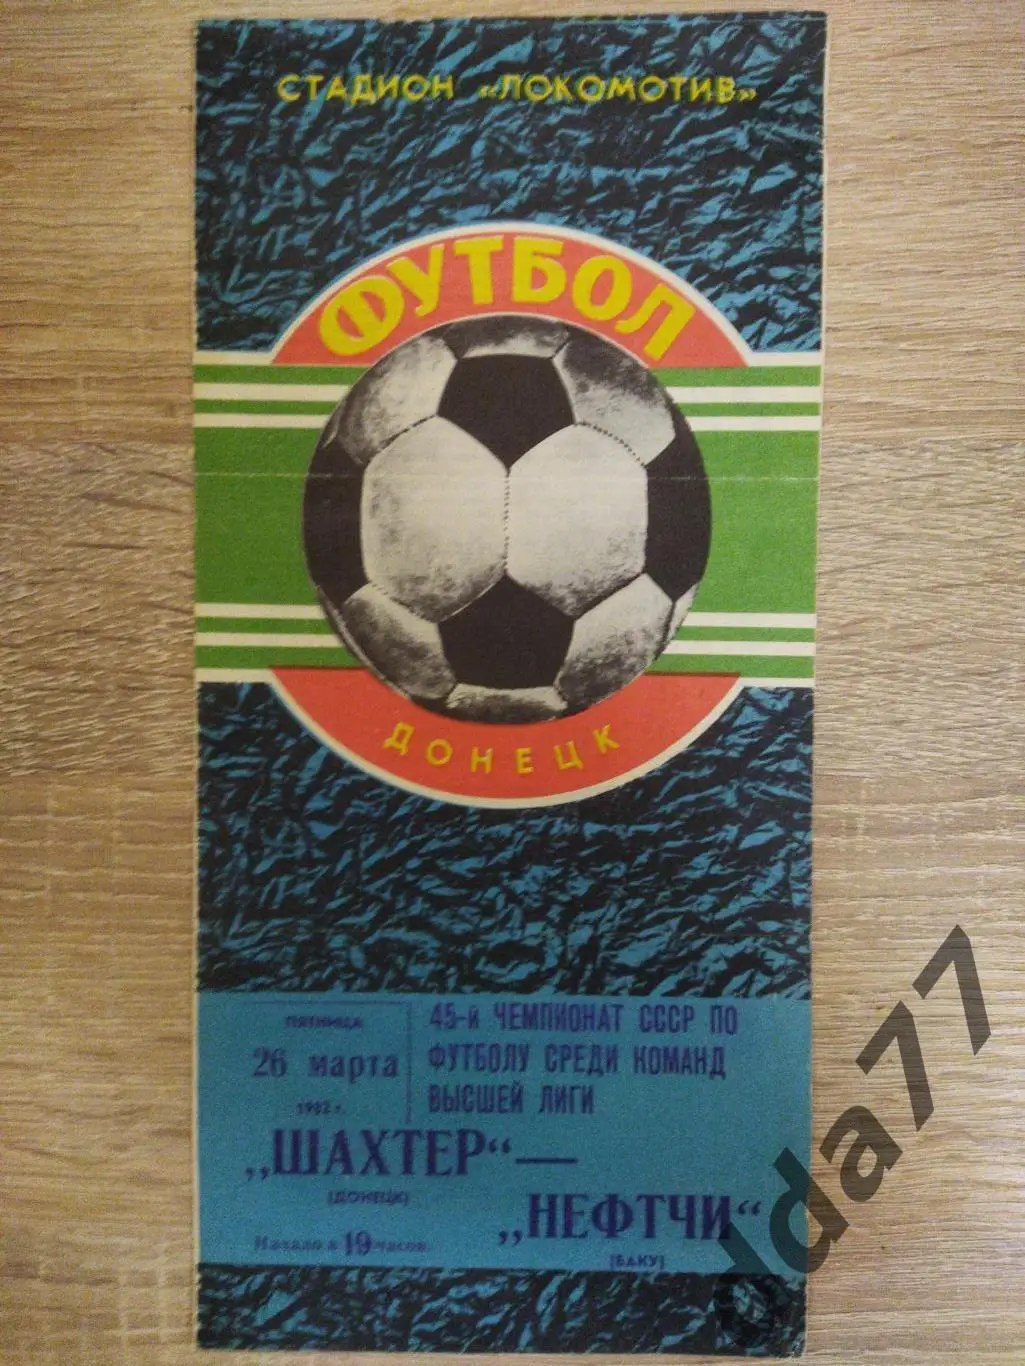 СТАДИОН «ЛОКОМОТИВ»
ФУТБОЛ
ДОНЕЦК
ПЯТНИЦА
26 марта
1982 г.
45-й ЧЕМПИОНАТ СССР ПО
ФУТБОЛУ СРЕДИ КОМАНД
ВЫСШЕЙ ЛИГИ
„ШАХТЕР“—
(ДОНЕЦК)
„НЕФТЧИ“
(БАКУ)
Начало в 19 часов.
dda77